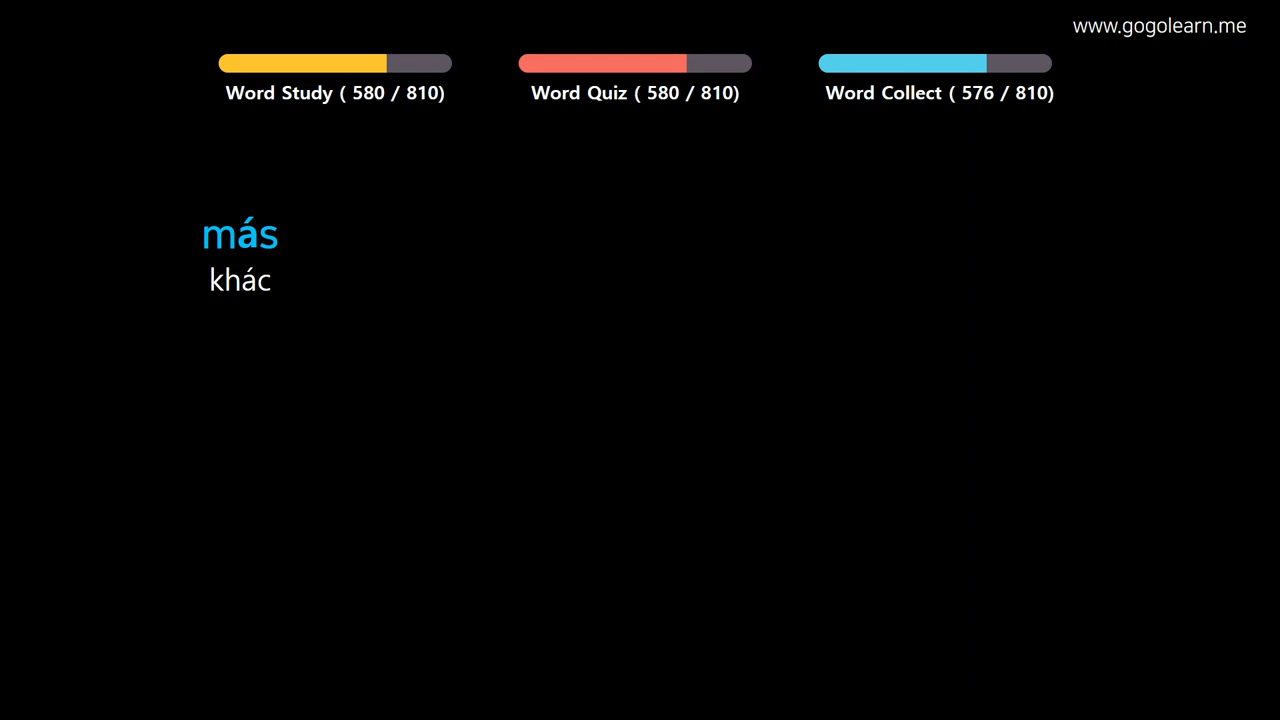 www.gogolearn.me
Word Study ( 580 / 810)
Word Quiz ( 580 / 810)
Word Collect ( 576 / 810)
más
khác